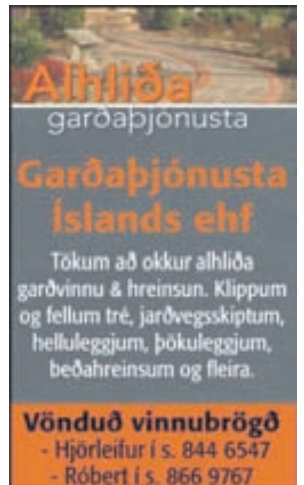 Alhliða
garðaþjónusta
Garðaþjónusta
Íslands ehf
Tökum að okkur alhliða
garðvinnu & hreinsun. Klippum
og fellum tré, jarðvegsskiptum,
helluleggjum, þökuleggjum,
beðahreinsum og fleira.
Vönduð vinnubrögð
- Hjörleifur í s. 844 6547
- Róbert í s. 866 9767